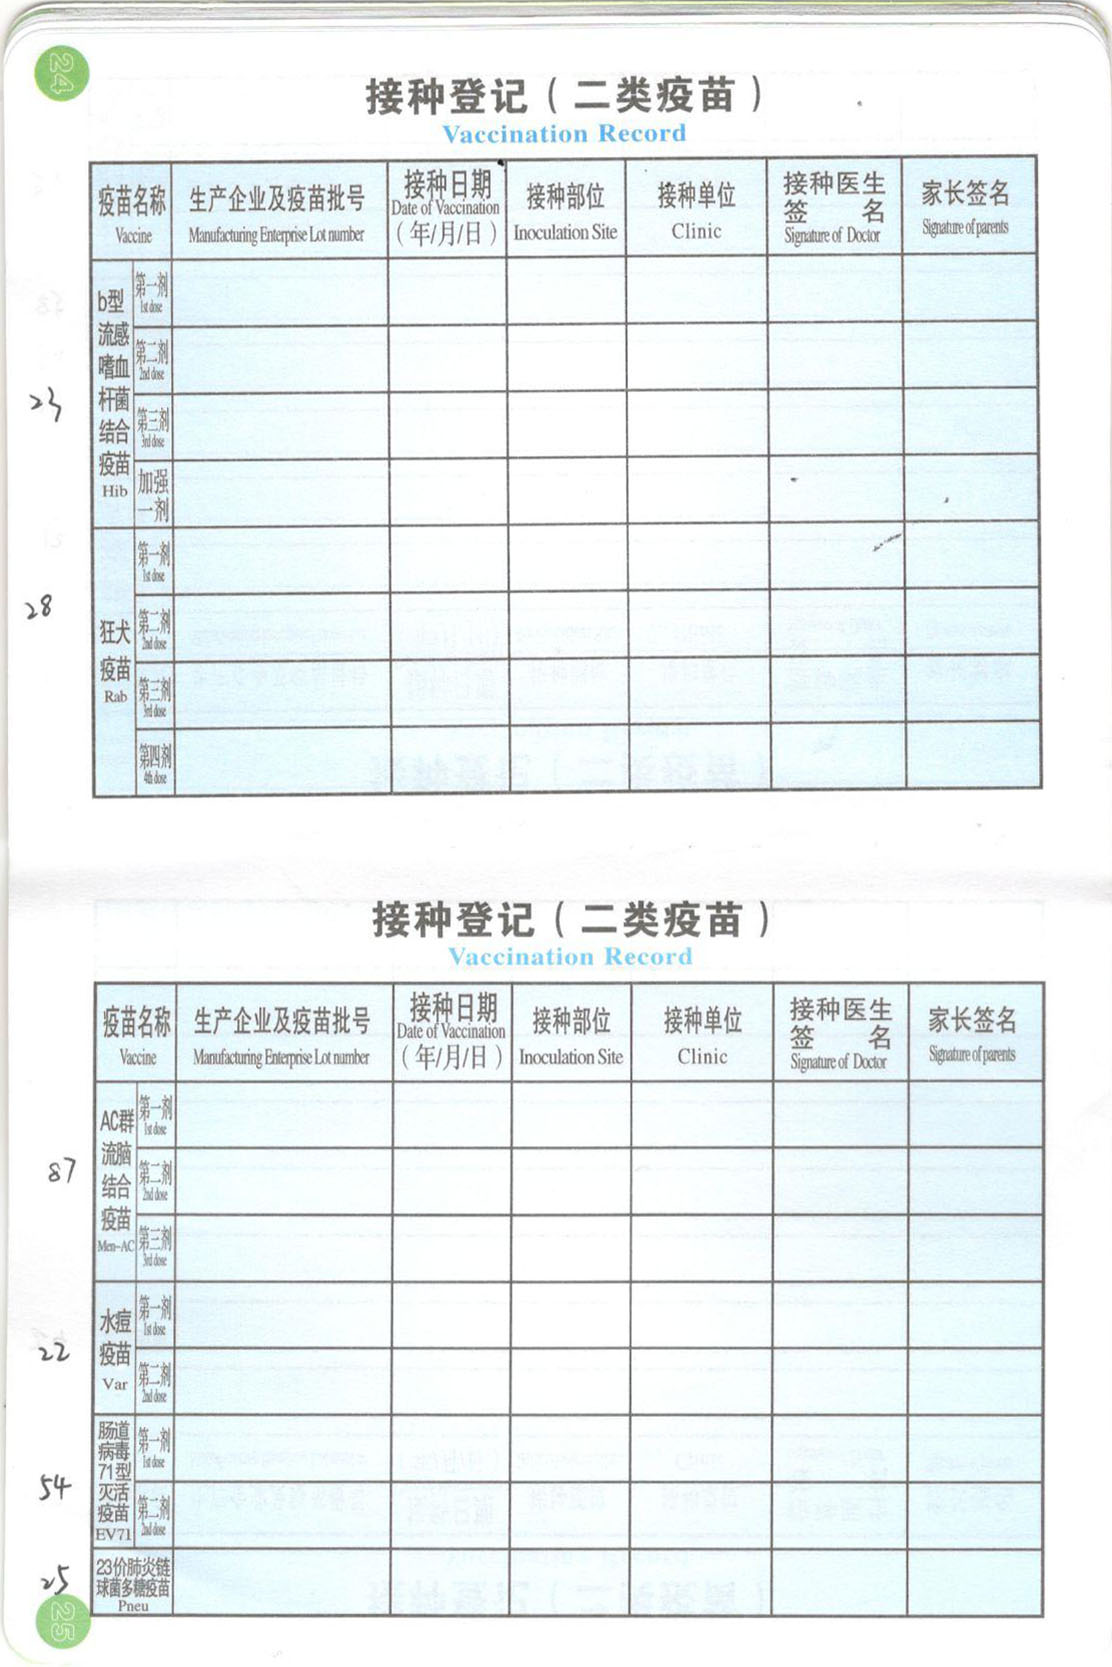 24
接种登记(二类疫苗)
Vaccination Record
疫苗名称 Vaccine
生产企业及疫苗批号 Manufacturing Enterprise Lot number
接种日期 Date of Vaccination (年/月/日)
接种部位 Inoculation Site
接种单位 Clinic
接种医生签名 Signature of Doctor
家长签名 Signature of parents
23
b型流感嗜血杆菌结合疫苗 Hib
第一剂 1st dose
第二剂 2nd dose
第三剂 3rd dose
加强一剂
28
狂犬疫苗 Rab
第一剂 1st dose
第二剂 2nd dose
第三剂 3rd dose
第四剂 4th dose
接种登记(二类疫苗)
Vaccination Record
疫苗名称 Vaccine
生产企业及疫苗批号 Manufacturing Enterprise Lot number
接种日期 Date of Vaccination (年/月/日)
接种部位 Inoculation Site
接种单位 Clinic
接种医生签名 Signature of Doctor
家长签名 Signature of parents
87
AC群流脑结合疫苗 Men-AC
第一剂 1st dose
第二剂 2nd dose
第三剂 3rd dose
22
水痘疫苗 Var
第一剂 1st dose
第二剂 2nd dose
54
肠道病毒71型灭活疫苗 EV71
第一剂 1st dose
第二剂 2nd dose
25
23价肺炎链球菌多糖疫苗 Pneu
25